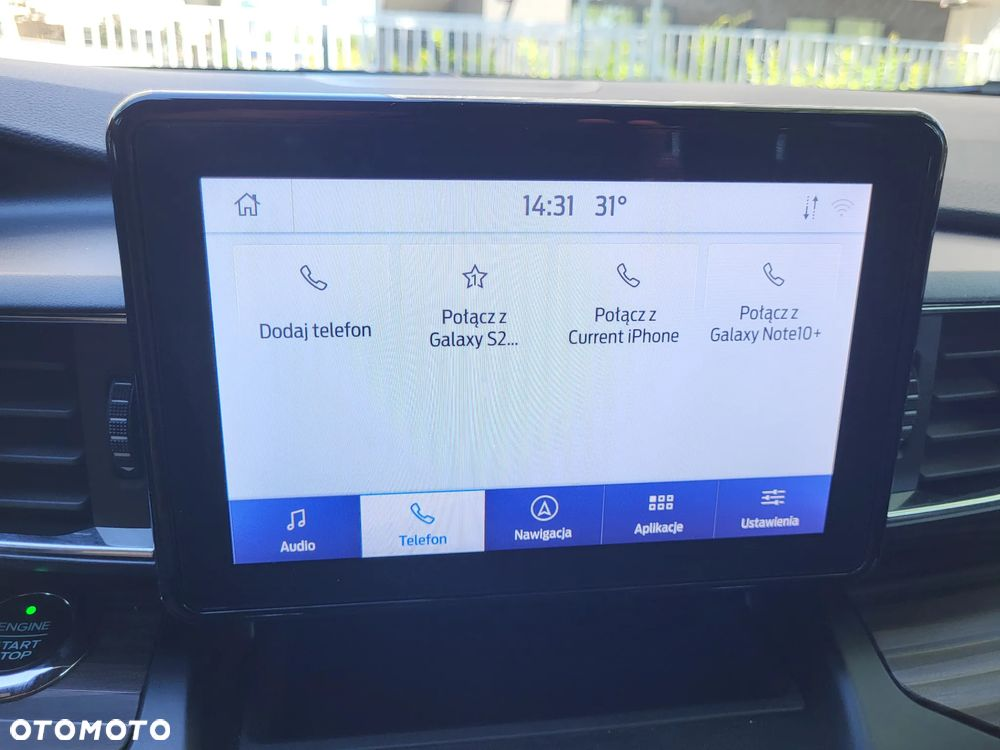 14:31 31°
Dodaj telefon
1
Połącz z
Galaxy S2...
Połącz z
Current iPhone
Połącz z
Galaxy Note10+
Audio
Telefon
Nawigacja
Aplikacje
Ustawienia
ENGINE
START
STOP
OTOMOTO